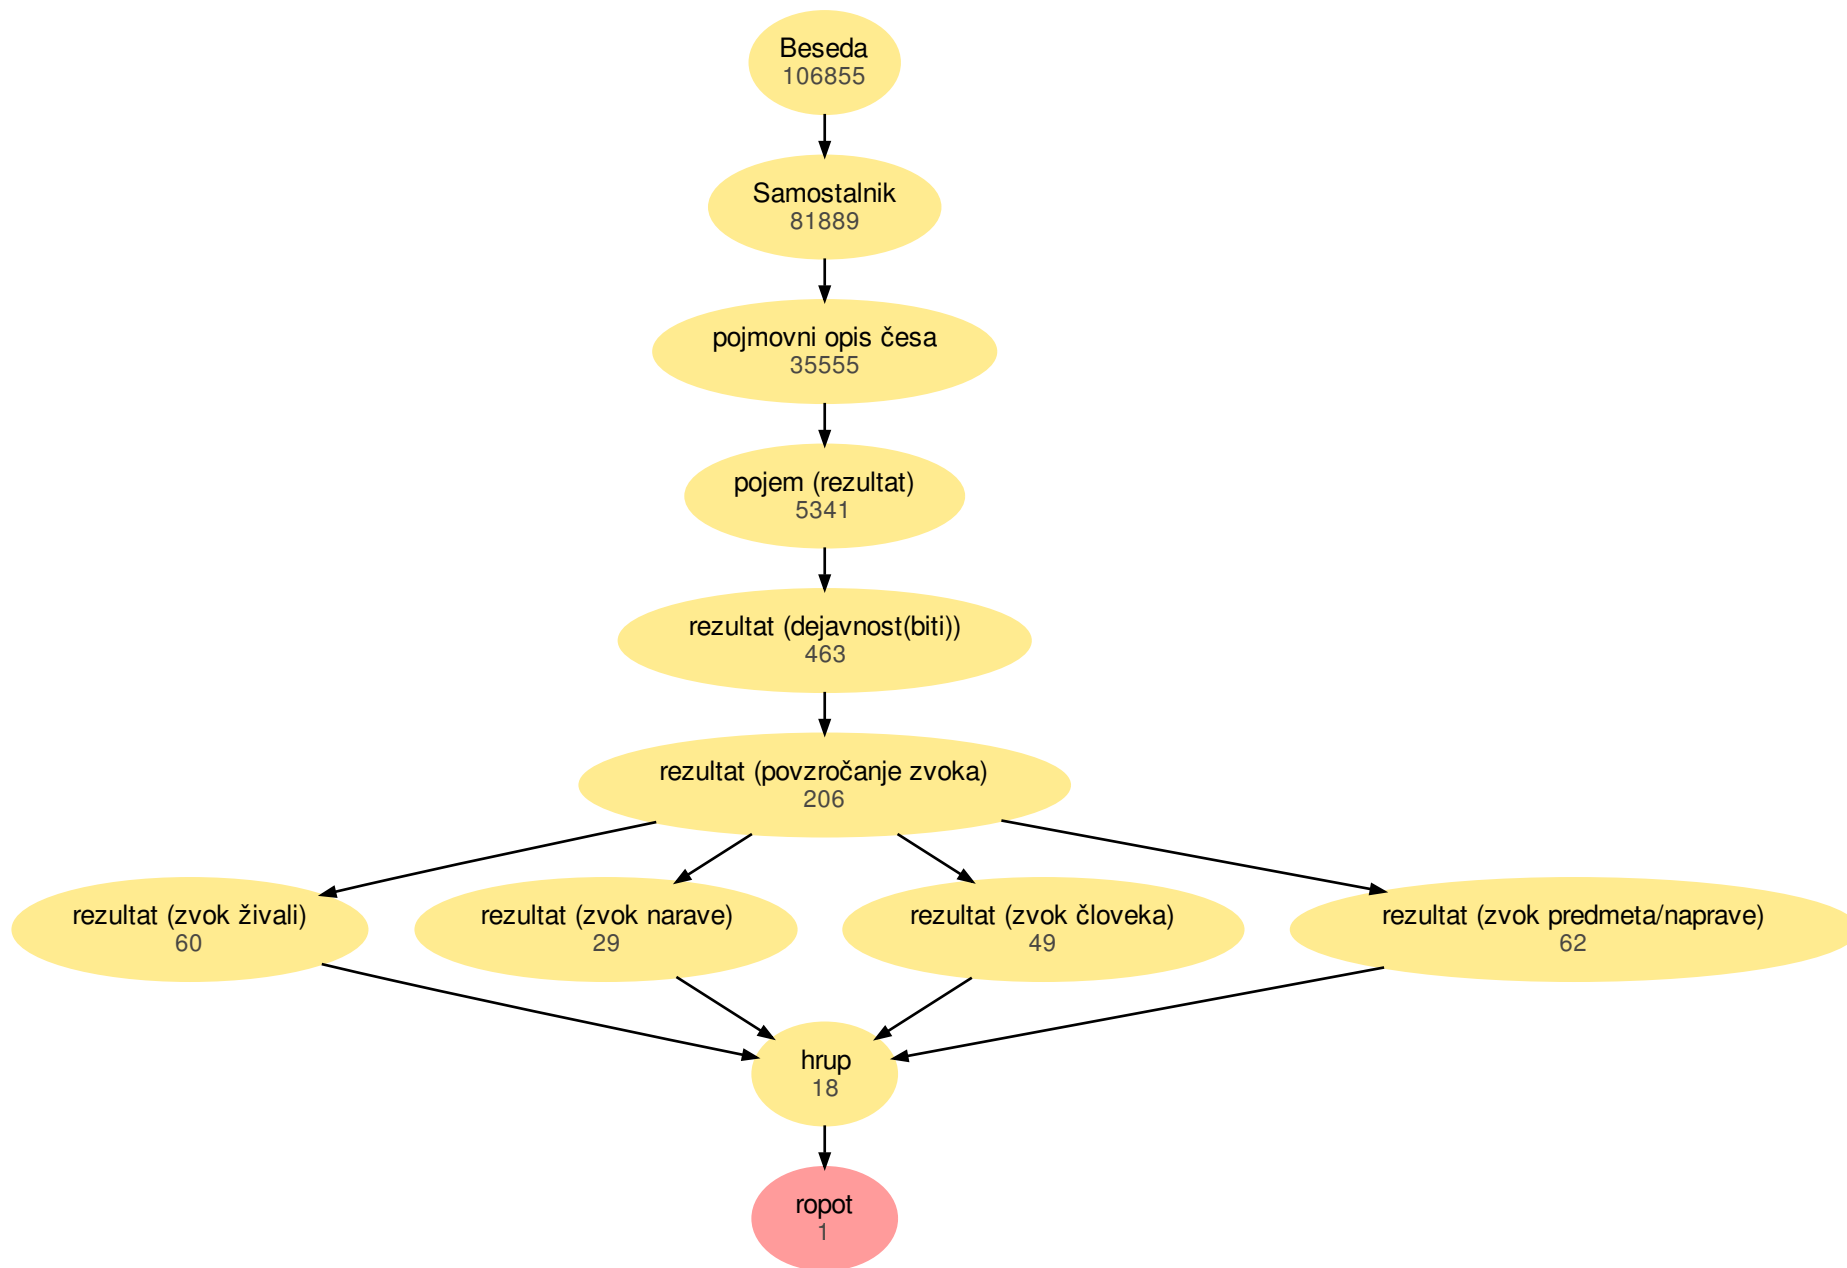 Beseda
106855
Samostalnik
81889
pojmovni opis česa
35555
pojem (rezultat)
5341
rezultat (dejavnost(biti))
463
rezultat (povzročanje zvoka)
206
rezultat (zvok živali)
60
rezultat (zvok narave)
29
rezultat (zvok človeka)
49
rezultat (zvok predmeta/naprave)
62
hrup
18
ropot
1